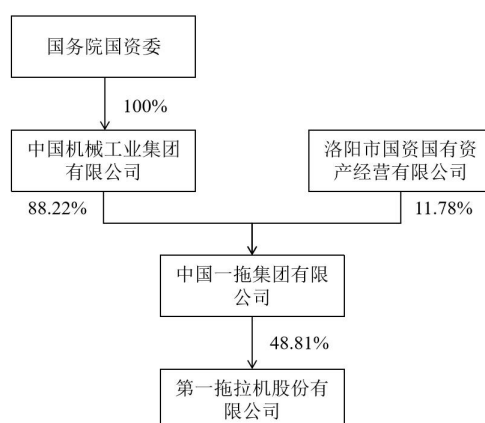 国务院国资委
100%
中国机械工业集团
有限公司
洛阳市国资国有资
产经营有限公司
88.22%
11.78%
中国一拖集团有限
公司
48.81%
第一拖拉机股份有
限公司